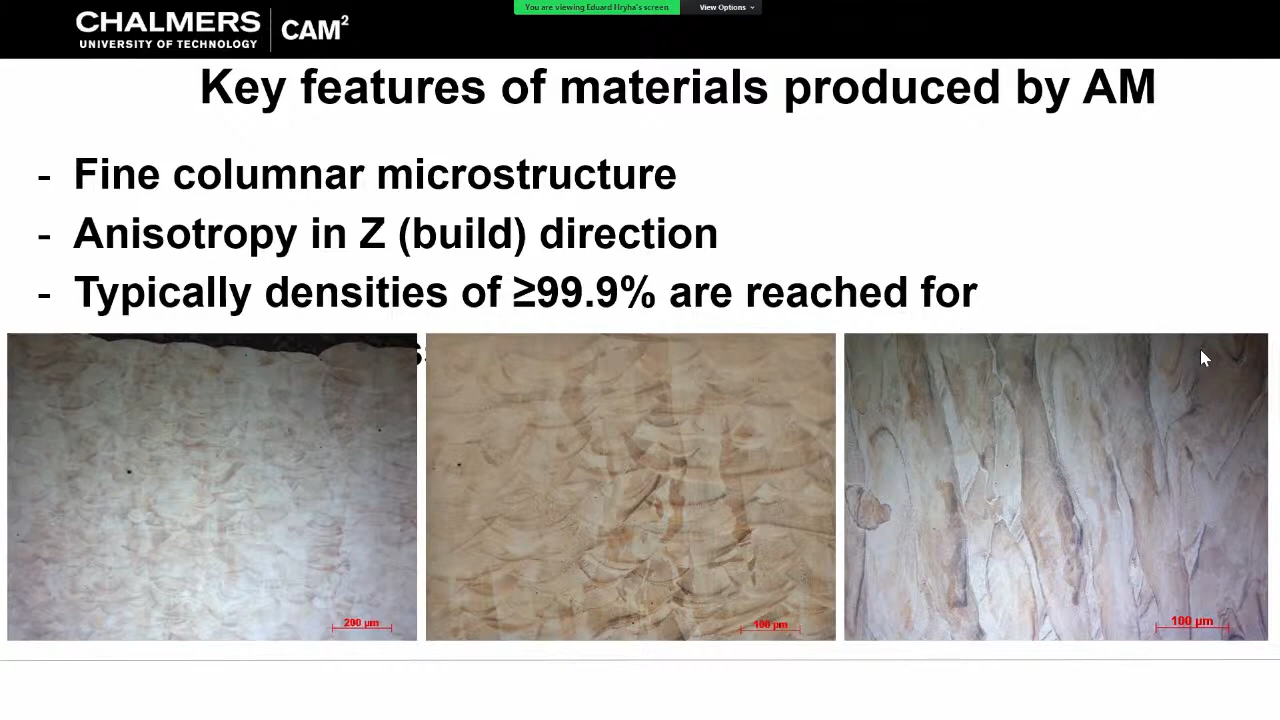 You are viewing Eduard Hryha's screen
View Options
CHALMERS
UNIVERSITY OF TECHNOLOGY
CAM²
Key features of materials produced by AM
- Fine columnar microstructure
- Anisotropy in Z (build) direction
- Typically densities of ≥99.9% are reached for
200 µm
100 µm
100 µm